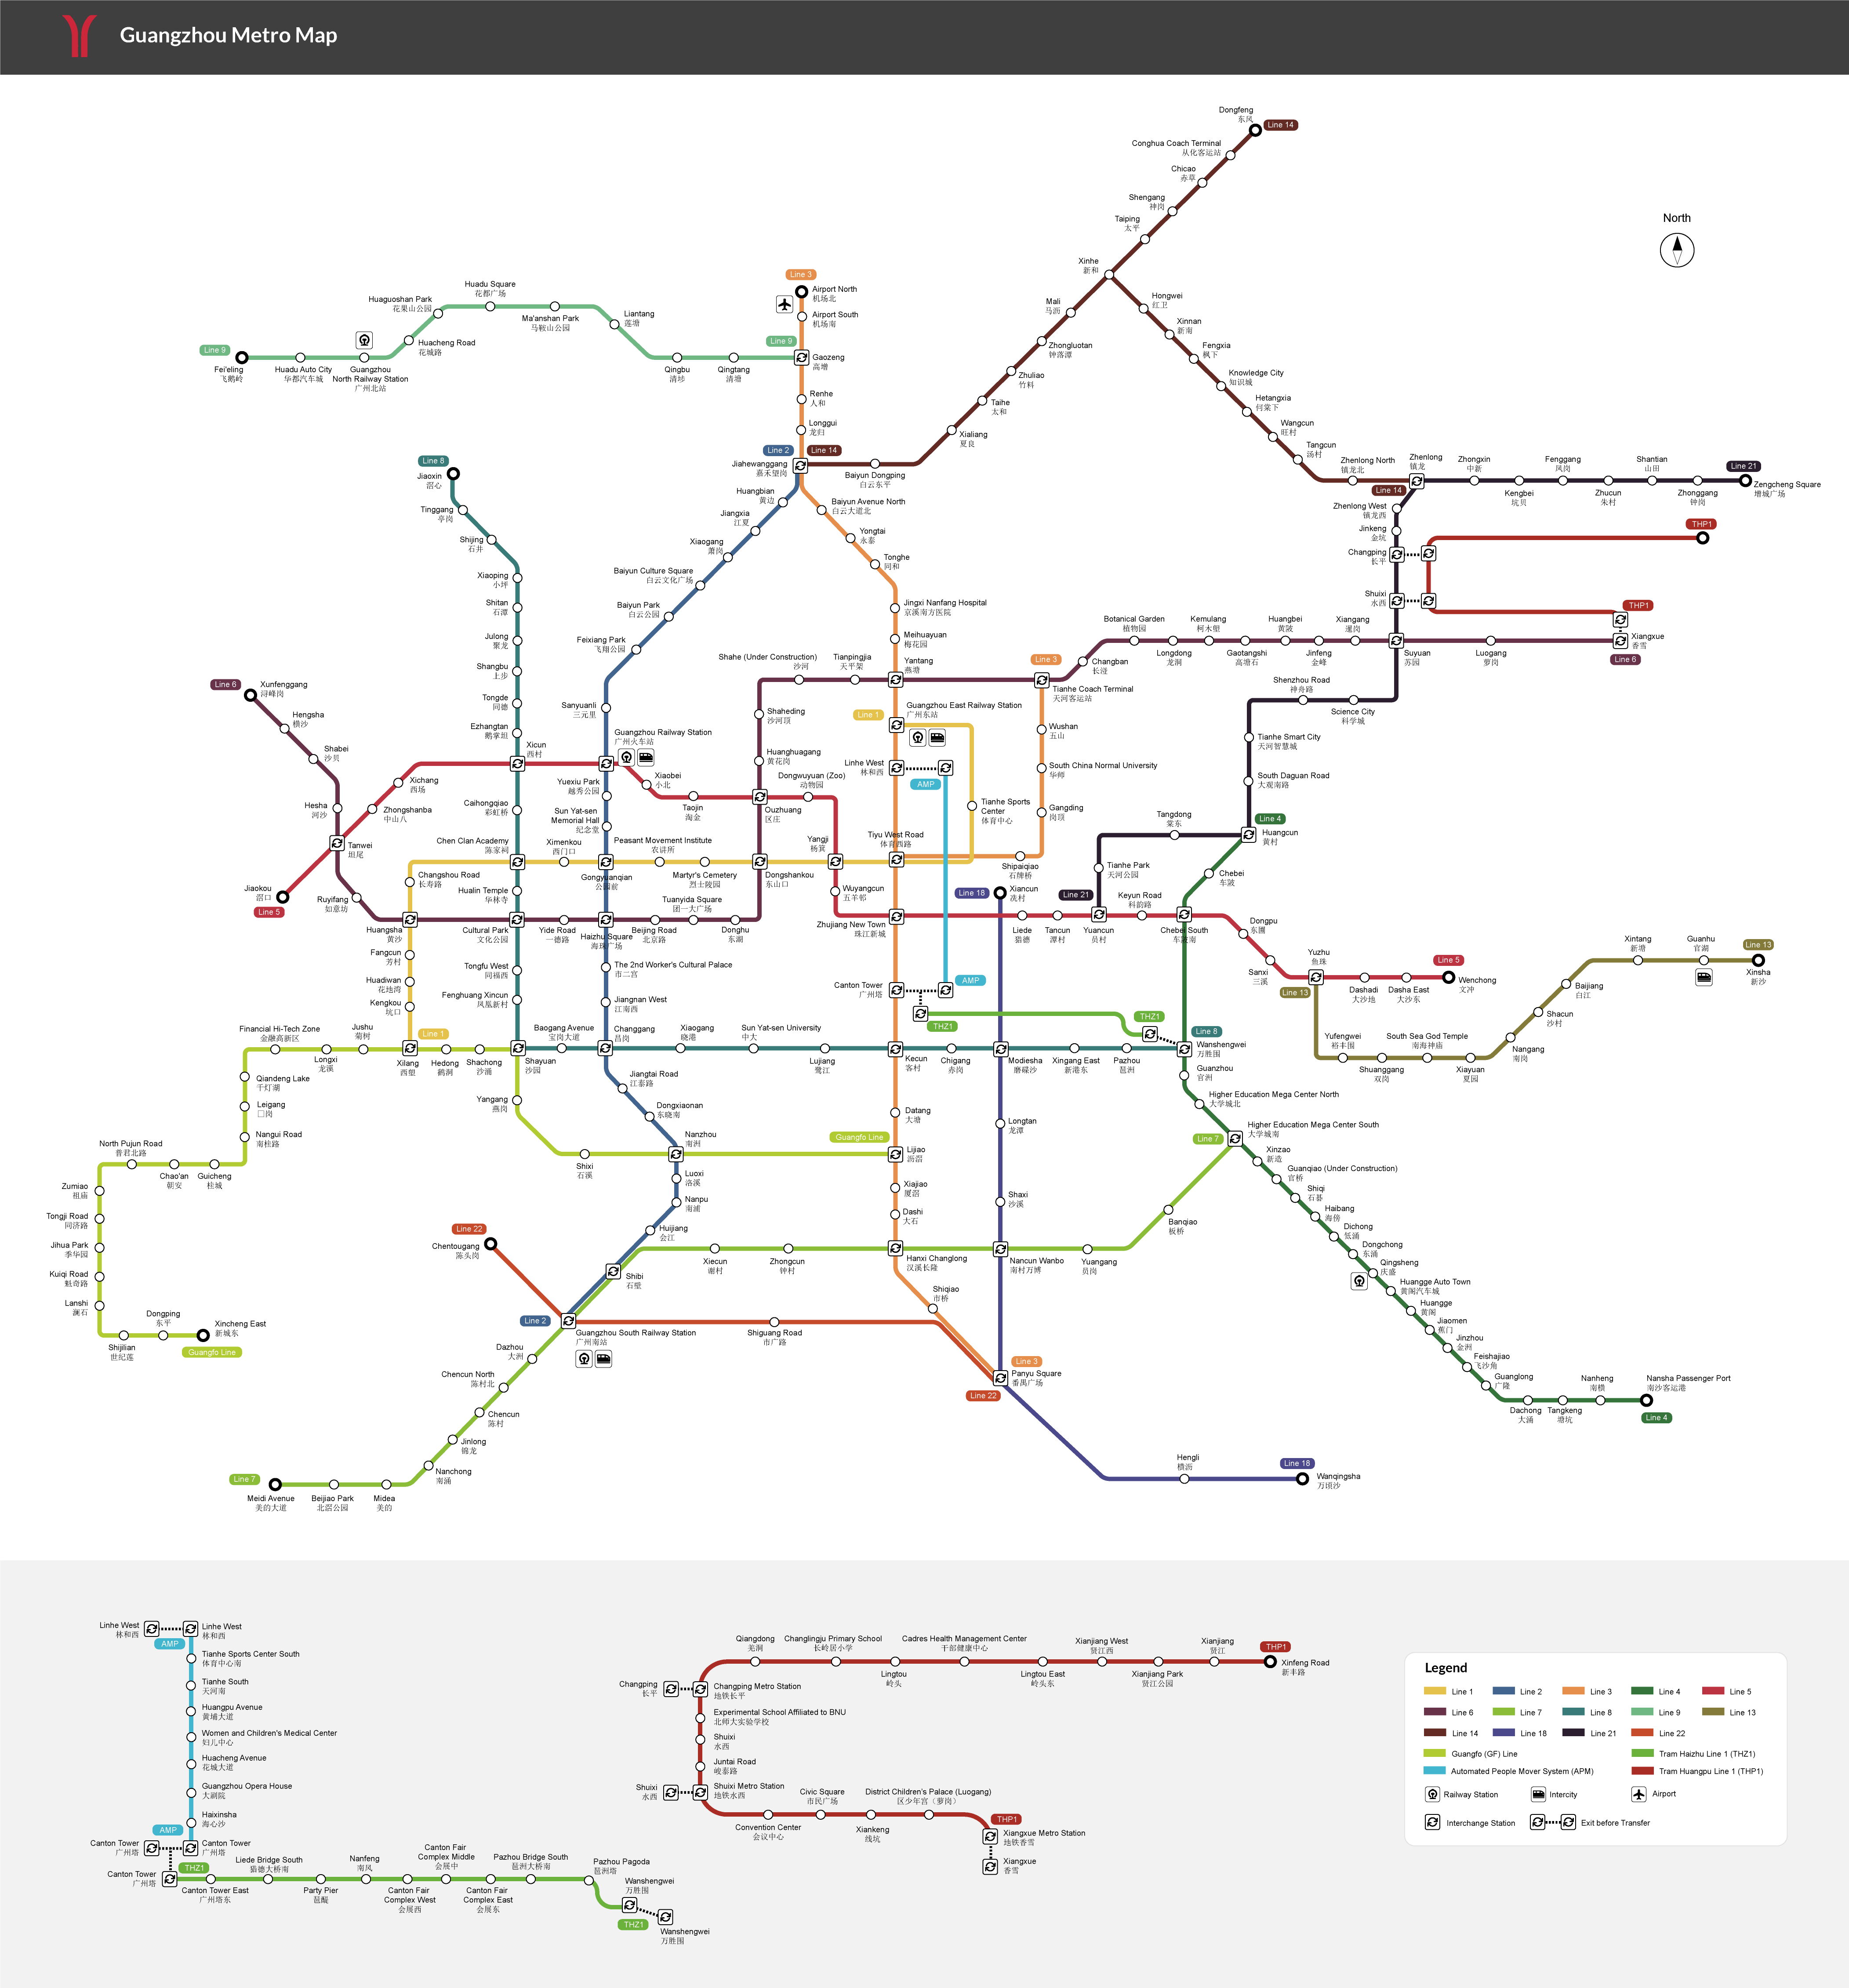 Guangzhou Metro Map
North
Dongfeng
东风
Line 14
Conghua Coach Terminal
从化客运站
Chicao
赤草
Shengang
神岗
Taiping
太平
Xinhe
新和
Mali
马沥
Zhongluotan
钟落潭
Zhuliao
竹料
Taihe
太和
Xialiang
夏良
Baiyun Dongping
白云东平
Hongwei
红卫
Xinnan
新南
Fengxia
枫下
Knowledge City
知识城
Hetangxia
何棠下
Wangcun
旺村
Tangcun
汤村
Zhenlong North
镇龙北
Zhenlong
镇龙
Line 14
Zhongxin
中新
Kengbei
坑贝
Fenggang
凤岗
Zhucun
朱村
Shantian
山田
Zhonggang
钟岗
Line 21
Zengcheng Square
增城广场
Zhenlong West
镇龙西
Jinkeng
金坑
Changping
长平
Shuixi
水西
THP1
THP1
Xiangxue
香雪
Line 6
Line 3
Airport North
机场北
Airport South
机场南
Line 9
Gaozeng
高增
Renhe
人和
Longgui
龙归
Line 2
Line 14
Jiahewanggang
嘉禾望岗
Huadu Square
花都广场
Huaguoshan Park
花果山公园
Ma'anshan Park
马鞍山公园
Liantang
莲塘
Huacheng Road
花城路
Line 9
Fei'eling
飞鹅岭
Huadu Auto City
华都汽车城
Guangzhou
North Railway Station
广州北站
Qingbu
清㘵
Qingtang
清塘
Line 8
Jiaoxin
滘心
Tinggang
亭岗
Shijing
石井
Xiaoping
小坪
Shitan
石潭
Julong
聚龙
Shangbu
上步
Tongde
同德
Ezhangtan
鹅掌坦
Xicun
西村
Huangbian
黄边
Jiangxia
江夏
Xiaogang
萧岗
Baiyun Culture Square
白云文化广场
Baiyun Park
白云公园
Feixiang Park
飞翔公园
Sanyuanli
三元里
Guangzhou Railway Station
广州火车站
Baiyun Avenue North
白云大道北
Yongtai
永泰
Tonghe
同和
Jingxi Nanfang Hospital
京溪南方医院
Meihuayuan
梅花园
Yantang
燕塘
Shahe (Under Construction)
沙河
Tianpingjia
天平架
Line 3
Tianhe Coach Terminal
天河客运站
Changban
长湴
Botanical Garden
植物园
Longdong
龙洞
Kemulang
柯木塱
Gaotangshi
高塘石
Huangbei
黄陂
Jinfeng
金峰
Xiangang
暹岗
Suyuan
苏园
Luogang
萝岗
Shenzhou Road
神舟路
Science City
科学城
Tianhe Smart City
天河智慧城
South Daguan Road
大观南路
Line 6
Xunfenggang
浔峰岗
Hengsha
横沙
Shabei
沙贝
Hesha
河沙
Xichang
西场
Zhongshanba
中山八
Tanwei
坦尾
Jiaokou
滘口
Line 5
Ruyifang
如意坊
Caihongqiao
彩虹桥
Chen Clan Academy
陈家祠
Changshou Road
长寿路
Hualin Temple
华林寺
Huangsha
黄沙
Cultural Park
文化公园
Yuexiu Park
越秀公园
Sun Yat-sen
Memorial Hall
纪念堂
Ximenkou
西门口
Gongyuanqian
公园前
Xiaobei
小北
Taojin
淘金
Peasant Movement Institute
农讲所
Martyr's Cemetery
烈士陵园
Shaheding
沙河顶
Huanghuagang
黄花岗
Dongwuyuan (Zoo)
动物园
Ouzhuang
区庄
Dongshankou
东山口
Yangji
杨箕
Wuyangcun
五羊邨
Line 1
Guangzhou East Railway Station
广州东站
Linhe West
林和西
AMP
Tianhe Sports
Center
体育中心
Tiyu West Road
体育西路
Wushan
五山
South China Normal University
华师
Gangding
岗顶
Shipaiqiao
石牌桥
Tangdong
棠东
Line 4
Huangcun
黄村
Tianhe Park
天河公园
Chebei
车陂
Line 18
Xiancun
冼村
Line 21
Keyun Road
科韵路
Yide Road
一德路
Haizhu Square
海珠广场
Beijing Road
北京路
Tuanyida Square
团一大广场
Donghu
东湖
Zhujiang New Town
珠江新城
Liede
猎德
Tancun
潭村
Yuancun
员村
Chebei South
车陂南
Dongpu
东圃
Sanxi
三溪
Yuzhu
鱼珠
Line 13
Dashadi
大沙地
Dasha East
大沙东
Line 5
Wenchong
文冲
Xintang
新塘
Guanhu
官湖
Line 13
Xinsha
新沙
Baijiang
白江
Shacun
沙村
Nangang
南岗
Yufengwei
裕丰围
Shuanggang
双岗
South Sea God Temple
南海神庙
Xiayuan
夏园
Fangcun
芳村
Huadiwan
花地湾
Kengkou
坑口
Line 1
Xilang
西塱
Tongfu West
同福西
Fenghuang Xincun
凤凰新村
The 2nd Worker's Cultural Palace
市二宫
Jiangnan West
江南西
Canton Tower
广州塔
AMP
THZ1
THZ1
Line 8
Wanshengwei
万胜围
Financial Hi-Tech Zone
金融高新区
Longxi
龙溪
Jushu
菊树
Hedong
鹤洞
Shachong
沙涌
Shayuan
沙园
Baogang Avenue
宝岗大道
Changgang
昌岗
Xiaogang
晓港
Sun Yat-sen University
中大
Lujiang
鹭江
Kecun
客村
Chigang
赤岗
Modiesha
磨碟沙
Xingang East
新港东
Pazhou
琶洲
Guanzhou
官洲
Higher Education Mega Center North
大学城北
Higher Education Mega Center South
大学城南
Line 7
Qiandeng Lake
千灯湖
Leigang
□岗
Nangui Road
南桂路
North Pujun Road
普君北路
Chao'an
朝安
Guicheng
桂城
Zumiao
祖庙
Tongji Road
同济路
Jihua Park
季华园
Kuiqi Road
魁奇路
Lanshi
澜石
Shijilian
世纪莲
Dongping
东平
Xincheng East
新城东
Guangfo Line
Yangang
燕岗
Shixi
石溪
Jiangtai Road
江泰路
Dongxiaonan
东晓南
Nanzhou
南洲
Luoxi
洛溪
Nanpu
南浦
Huijiang
会江
Shibi
石壁
Datang
大塘
Guangfo Line
Lijiao
沥滘
Xiajiao
厦滘
Dashi
大石
Hanxi Changlong
汉溪长隆
Longtan
龙潭
Shaxi
沙溪
Nancun Wanbo
南村万博
Yuangang
员岗
Banqiao
板桥
Xiecun
谢村
Zhongcun
钟村
Shiqiao
市桥
Line 22
Chentougang
陈头岗
Line 2
Guangzhou South Railway Station
广州南站
Shiguang Road
市广路
Line 3
Panyu Square
番禺广场
Line 22
Xinzao
新造
Guanqiao (Under Construction)
官桥
Shiqi
石碁
Haibang
海傍
Dichong
低涌
Dongchong
东涌
Qingsheng
庆盛
Huangge Auto Town
黄阁汽车城
Huangge
黄阁
Jiaomen
蕉门
Jinzhou
金洲
Feishajiao
飞沙角
Guanglong
广隆
Dachong
大涌
Tangkeng
塘坑
Nanheng
南横
Nansha Passenger Port
南沙客运港
Line 4
Dazhou
大洲
Chencun North
陈村北
Chencun
陈村
Jinlong
锦龙
Nanchong
南涌
Line 7
Meidi Avenue
美的大道
Beijiao Park
北滘公园
Midea
美的
Hengli
横沥
Line 18
Wanqingsha
万顷沙
Linhe West
林和西
AMP
Linhe West
林和西
Tianhe Sports Center South
体育中心南
Tianhe South
天河南
Huangpu Avenue
黄埔大道
Women and Children's Medical Center
妇儿中心
Huacheng Avenue
花城大道
Guangzhou Opera House
大剧院
Haixinsha
海心沙
AMP
Canton Tower
广州塔
Canton Tower
广州塔
Canton Tower
广州塔
THZ1
Canton Tower East
广州塔东
Liede Bridge South
猎德大桥南
Party Pier
琶醍
Nanfeng
南风
Canton Fair
Complex West
会展西
Canton Fair
Complex Middle
会展中
Canton Fair
Complex East
会展东
Pazhou Bridge South
琶洲大桥南
Pazhou Pagoda
琶洲塔
Wanshengwei
万胜围
THZ1
Wanshengwei
万胜围
Qiangdong
羌洞
Changlingju Primary School
长岭居小学
Lingtou
岭头
Cadres Health Management Center
干部健康中心
Lingtou East
岭头东
Xianjiang West
贤江西
Xianjiang Park
贤江公园
Xianjiang
贤江
THP1
Xinfeng Road
新丰路
Changping
长平
Changping Metro Station
地铁长平
Experimental School Affiliated to BNU
北师大实验学校
Shuixi
水西
Juntai Road
峻泰路
Shuixi
水西
Shuixi Metro Station
地铁水西
Convention Center
会议中心
Civic Square
市民广场
Xiankeng
线坑
District Children's Palace (Luogang)
区少年宫（萝岗）
THP1
Xiangxue Metro Station
地铁香雪
Xiangxue
香雪
Legend
Line 1
Line 2
Line 3
Line 4
Line 5
Line 6
Line 7
Line 8
Line 9
Line 13
Line 14
Line 18
Line 21
Line 22
Guangfo (GF) Line
Tram Haizhu Line 1 (THZ1)
Automated People Mover System (APM)
Tram Huangpu Line 1 (THP1)
Railway Station
Intercity
Airport
Interchange Station
Exit before Transfer